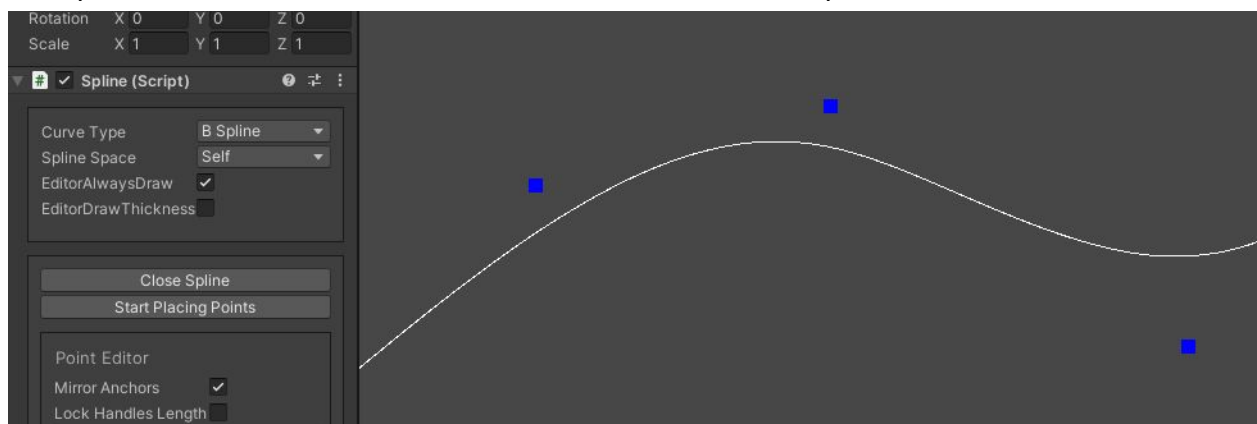 Rotation X 0 Y 0 Z 0
Scale X 1 Y 1 Z 1
# Spline (Script)
Curve Type B Spline
Spline Space Self
EditorAlwaysDraw
EditorDrawThickness
Close Spline
Start Placing Points
Point Editor
Mirror Anchors
Lock Handles Length